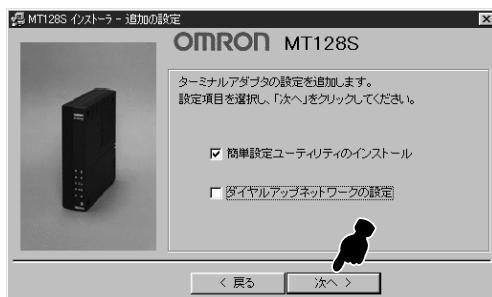 MT128S インストーラ - 追加の設定
OMRON MT128S
ターミナルアダプタの設定を追加します。
設定項目を選択し、「次へ」をクリックしてください。
簡単設定ユーティリティのインストール
ダイヤルアップネットワークの設定
< 戻る 次へ >